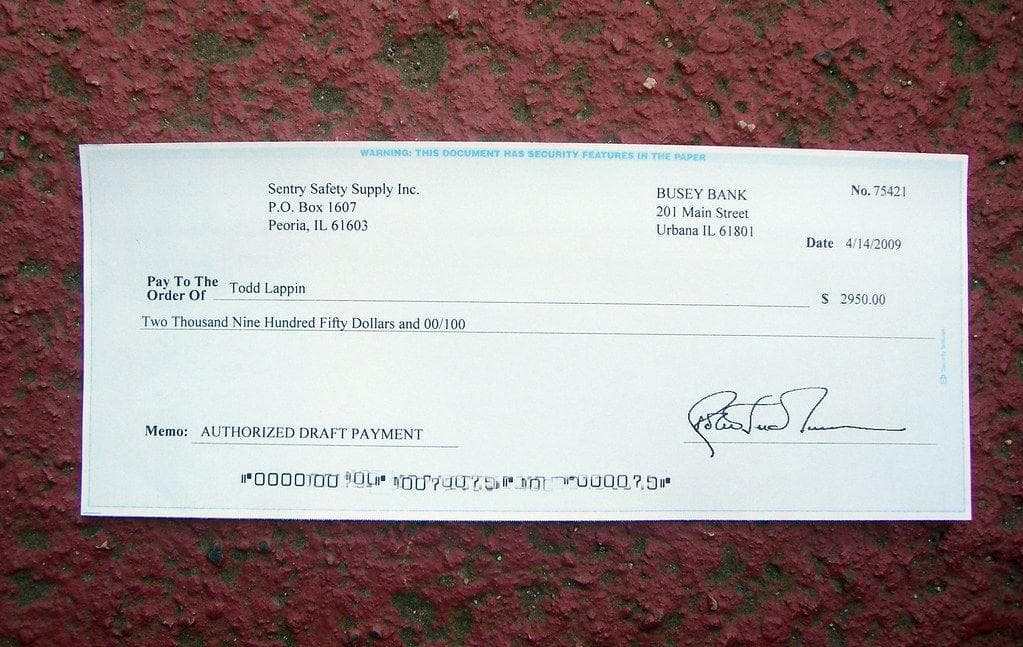 WARNING: THIS DOCUMENT HAS SECURITY FEATURES IN THE PAPER
Sentry Safety Supply Inc.
P.O. Box 1607
Peoria, IL 61603
BUSEY BANK
201 Main Street
Urbana IL 61801
No. 75421
Date 4/14/2009
Pay To The
Order Of Todd Lappin
$ 2950.00
Two Thousand Nine Hundred Fifty Dollars and 00/100
Memo: AUTHORIZED DRAFT PAYMENT